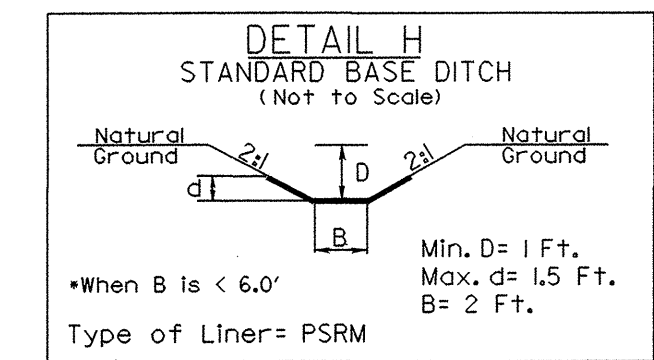 DETAIL H
STANDARD BASE DITCH
(Not to Scale)
Natural Ground
2:1
D
2:1
Natural Ground
d
B
Min. D= 1 Ft.
*When B is < 6.0'
Max. d= 1.5 Ft.
B= 2 Ft.
Type of Liner= PSRM